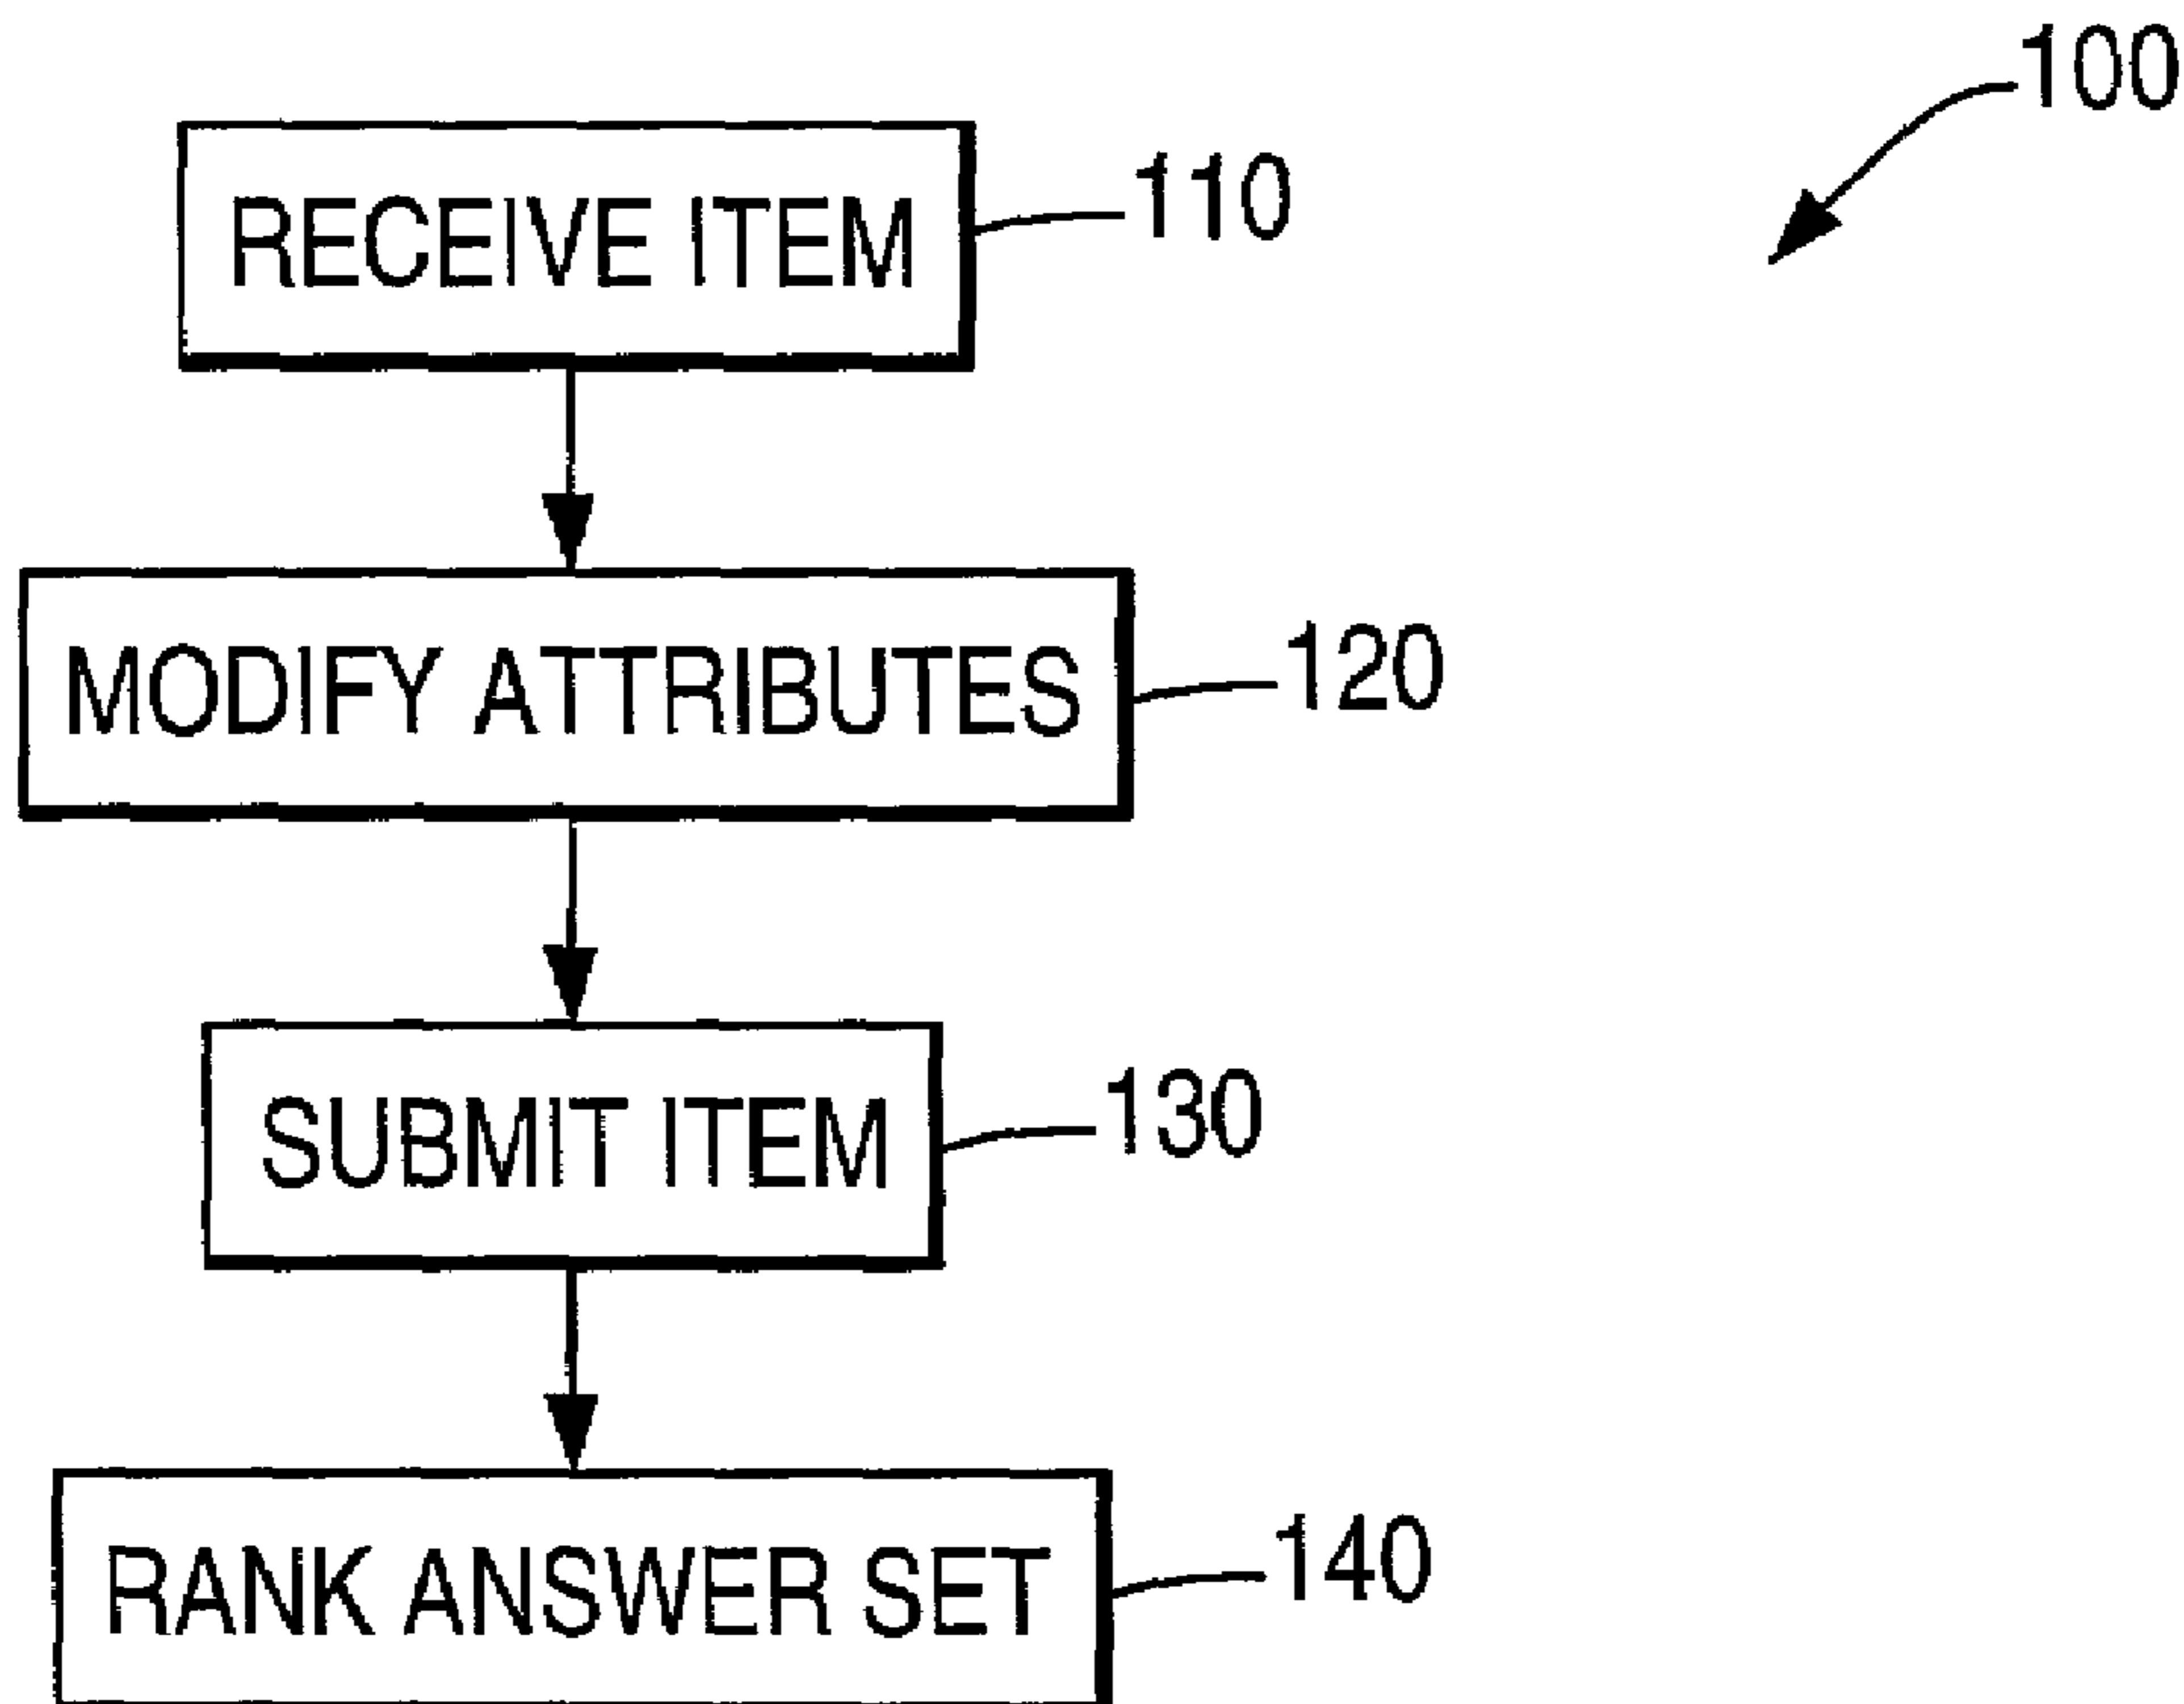 100
RECEIVE ITEM
110
MODIFY ATTRIBUTES
120
SUBMIT ITEM
130
RANK ANSWER SET
140